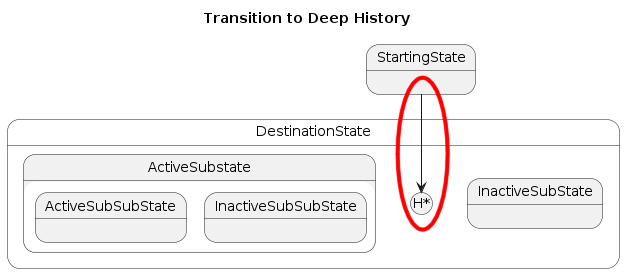 Transition to Deep History
StartingState
DestinationState
ActiveSubstate
InactiveSubState
ActiveSubSubState
InactiveSubSubState
H*